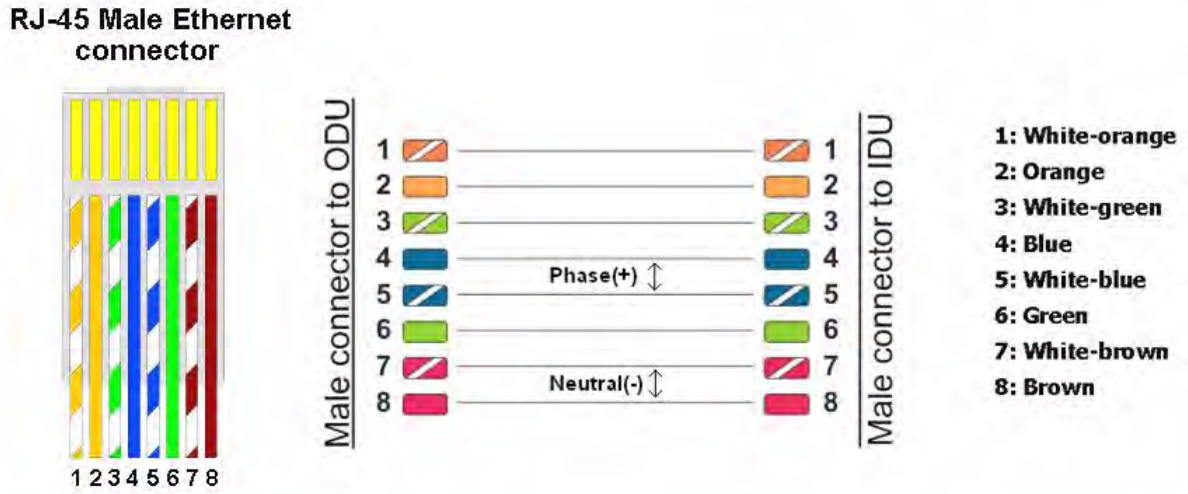 RJ-45 Male Ethernet
connector
1 2 3 4 5 6 7 8
Male connector to ODU
1
2
3
4
5
6
7
8
Phase(+)
Neutral(-)
1
2
3
4
5
6
7
8
Male connector to IDU
1: White-orange
2: Orange
3: White-green
4: Blue
5: White-blue
6: Green
7: White-brown
8: Brown